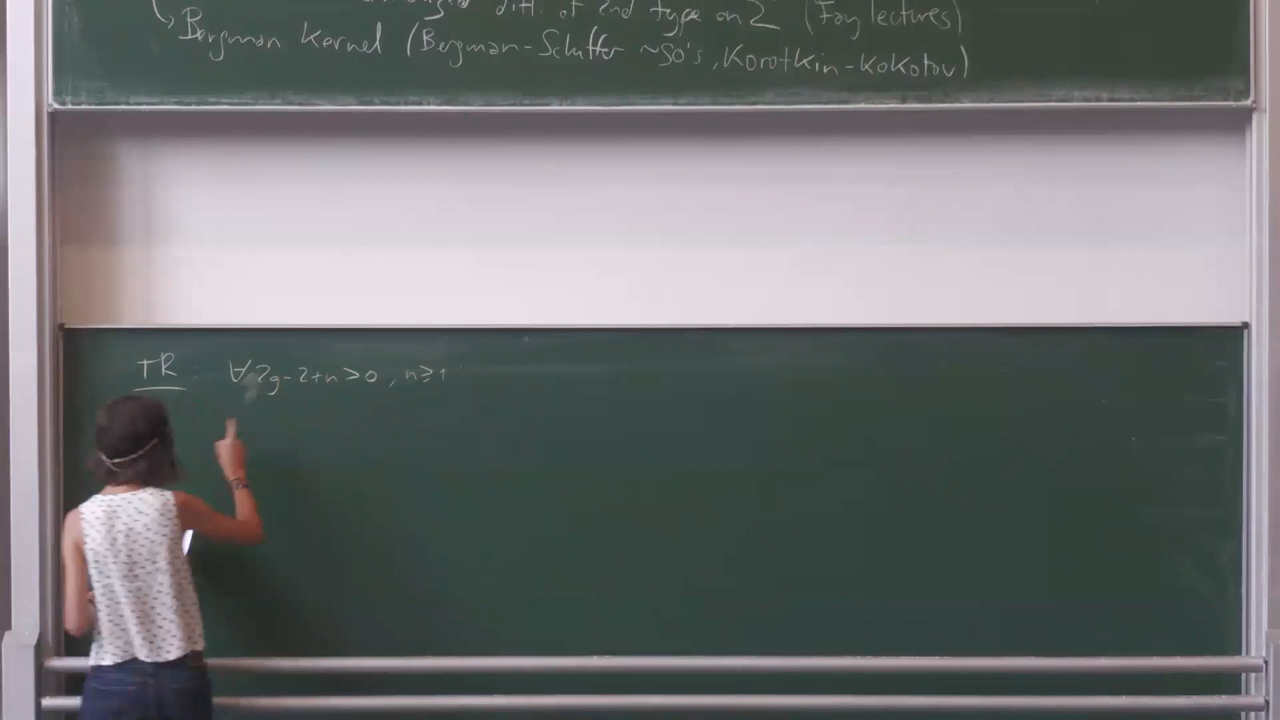 diff. of 2nd type on Σ (Fay lectures)
↳ Bergman Kernel (Bergman-Schiffer ~50's, Korotkin-Kokotov)
TR: ∀ 2g-2+n>0, n≥1